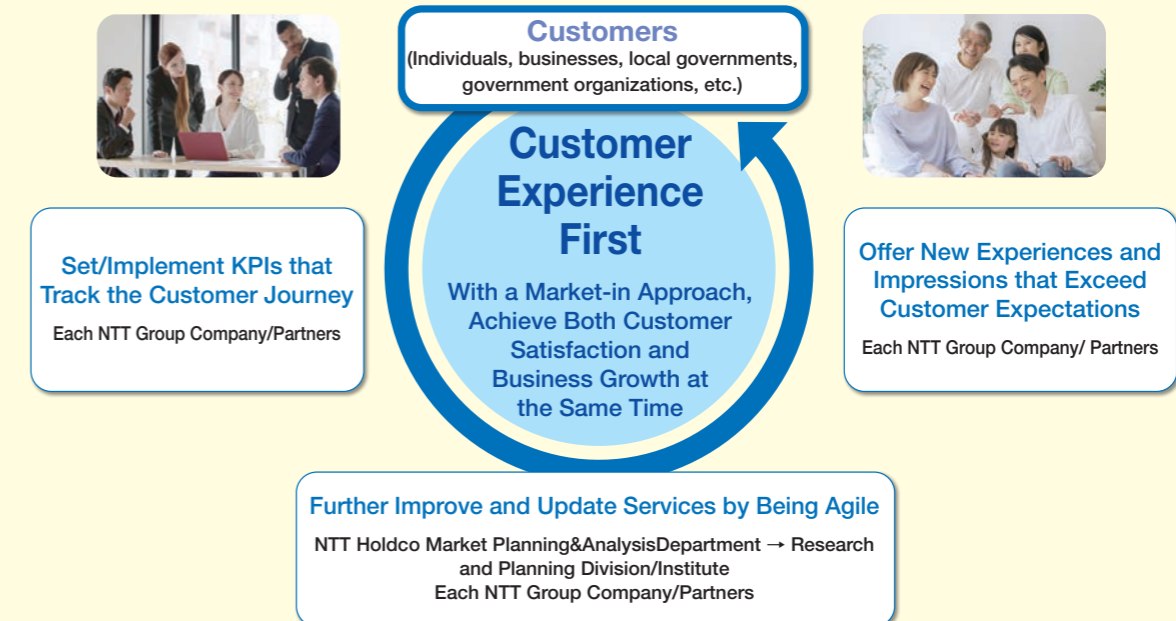 Customers
(Individuals, businesses, local governments,
government organizations, etc.)
Customer
Experience
First
With a Market-in Approach,
Achieve Both Customer
Satisfaction and
Business Growth at
the Same Time
Set/Implement KPIs that
Track the Customer Journey
Each NTT Group Company/Partners
Offer New Experiences and
Impressions that Exceed
Customer Expectations
Each NTT Group Company/ Partners
Further Improve and Update Services by Being Agile
NTT Holdco Market Planning&AnalysisDepartment → Research
and Planning Division/Institute
Each NTT Group Company/Partners